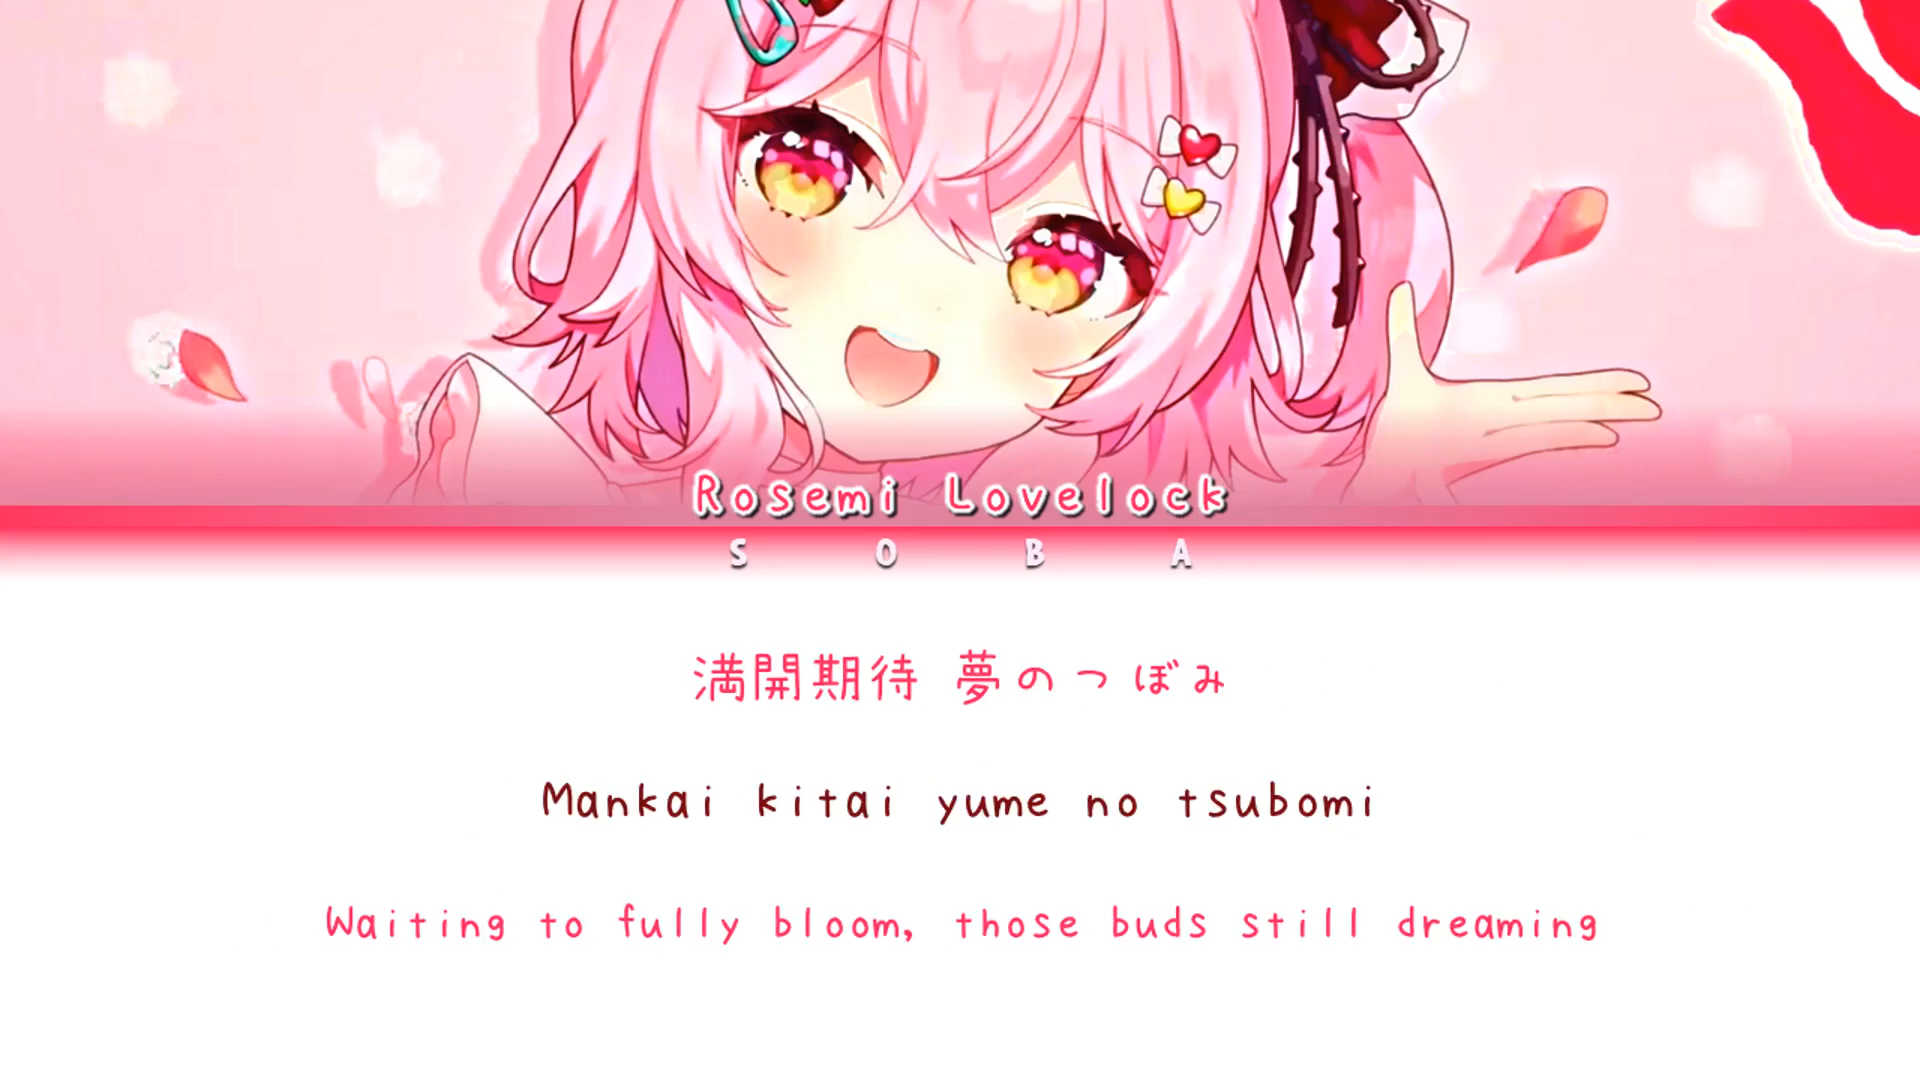 Rosemi Lovelock
SOBA
満開期待 夢のつぼみ
Mankai kitai yume no tsubomi
Waiting to fully bloom, those buds still dreaming